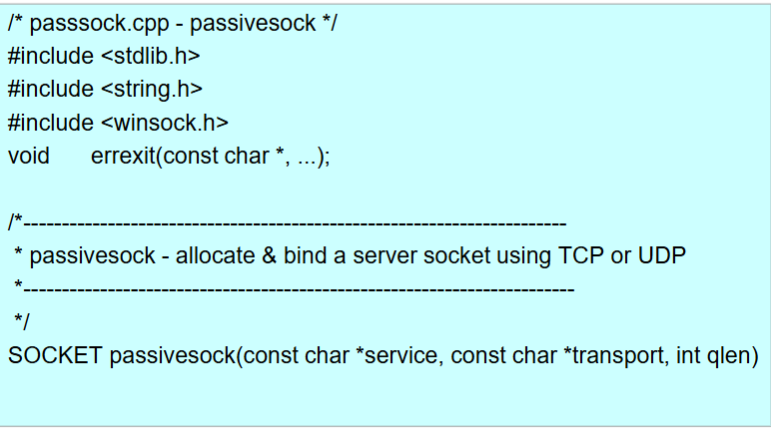 /* passsock.cpp - passivesock */
#include <stdlib.h>
#include <string.h>
#include <winsock.h>
void errexit(const char *, ...);
/*-----------------------------------------------------------------------
* passivesock - allocate & bind a server socket using TCP or UDP
*------------------------------------------------------------------------
*/
SOCKET passivesock(const char *service, const char *transport, int qlen)